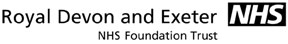 Royal Devon and Exeter NHS
NHS Foundation Trust